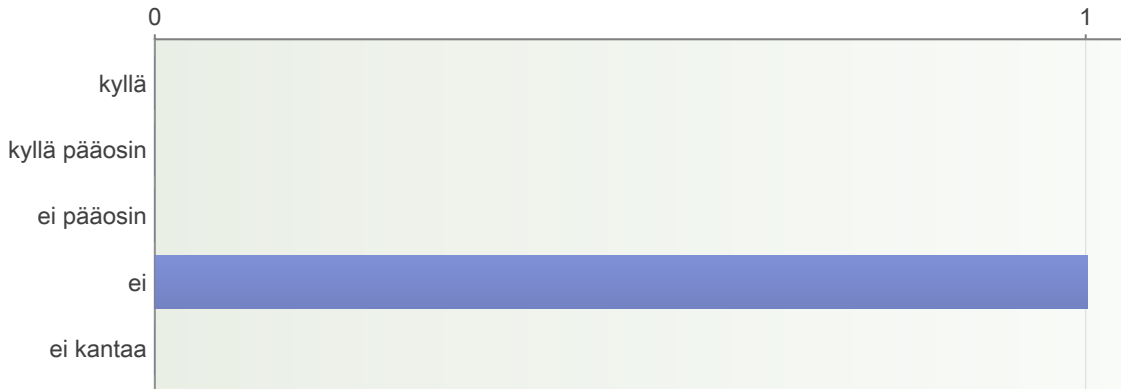 0 1
kyllä
kyllä pääosin
ei pääosin
ei
ei kantaa